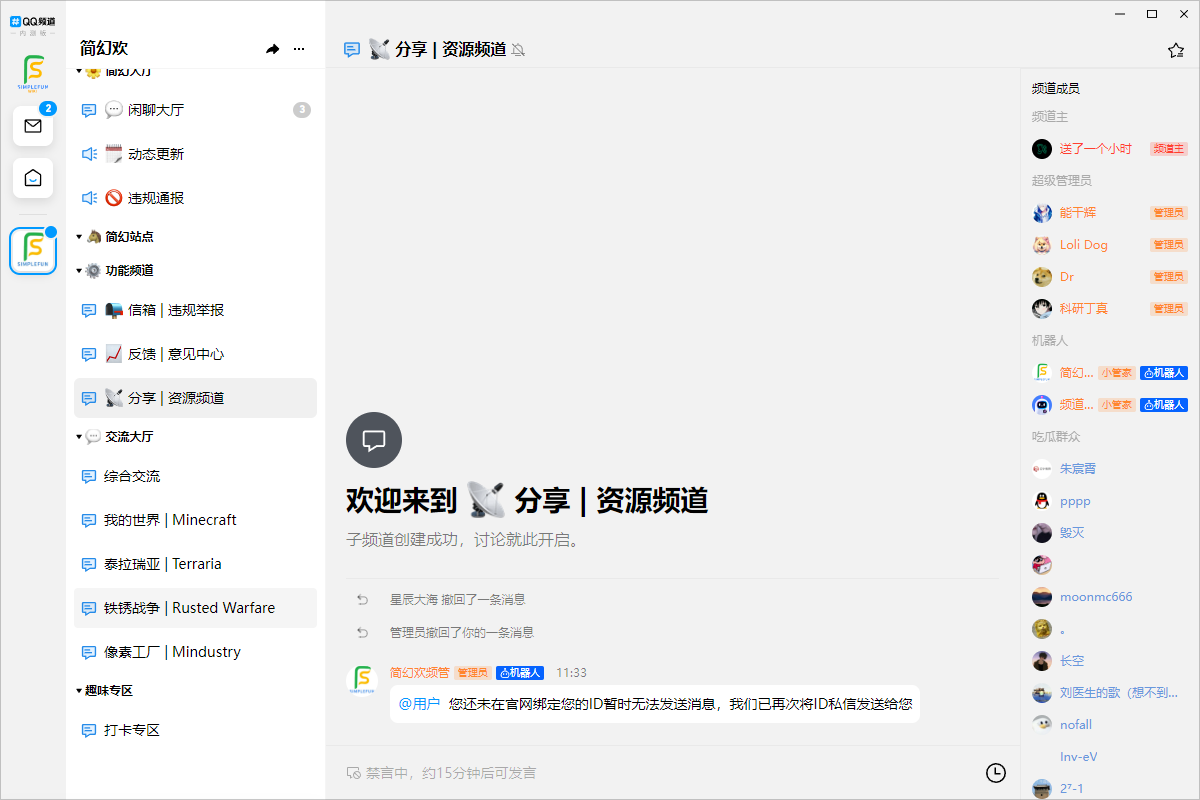 QQ频道
内测版
SIMPLEFUN
2
SIMPLEFUN
简幻欢
简幻大厅
闲聊大厅
3
动态更新
违规通报
简幻站点
功能频道
信箱 | 违规举报
反馈 | 意见中心
分享 | 资源频道
交流大厅
综合交流
我的世界 | Minecraft
泰拉瑞亚 | Terraria
铁锈战争 | Rusted Warfare
像素工厂 | Mindustry
趣味专区
打卡专区
分享 | 资源频道
欢迎来到 分享 | 资源频道
子频道创建成功，讨论就此开启。
星辰大海 撤回了一条消息
管理员撤回了你的一条消息
简幻欢频管 管理员 机器人 11:33
@用户 您还未在官网绑定您的ID暂时无法发送消息，我们已再次将ID私信发送给您
禁言中，约15分钟后可发言
频道成员
频道主
送了一个小时 频道主
超级管理员
能干辉 管理员
Loli Dog 管理员
Dr 管理员
科研丁真 管理员
机器人
简幻... 小管家 机器人
频道... 小管家 机器人
吃瓜群众
朱宸霄
pppp
毁灭
moonmc666
。
长空
刘医生的歌（想不到...
nofall
Inv-eV
2⁷-1